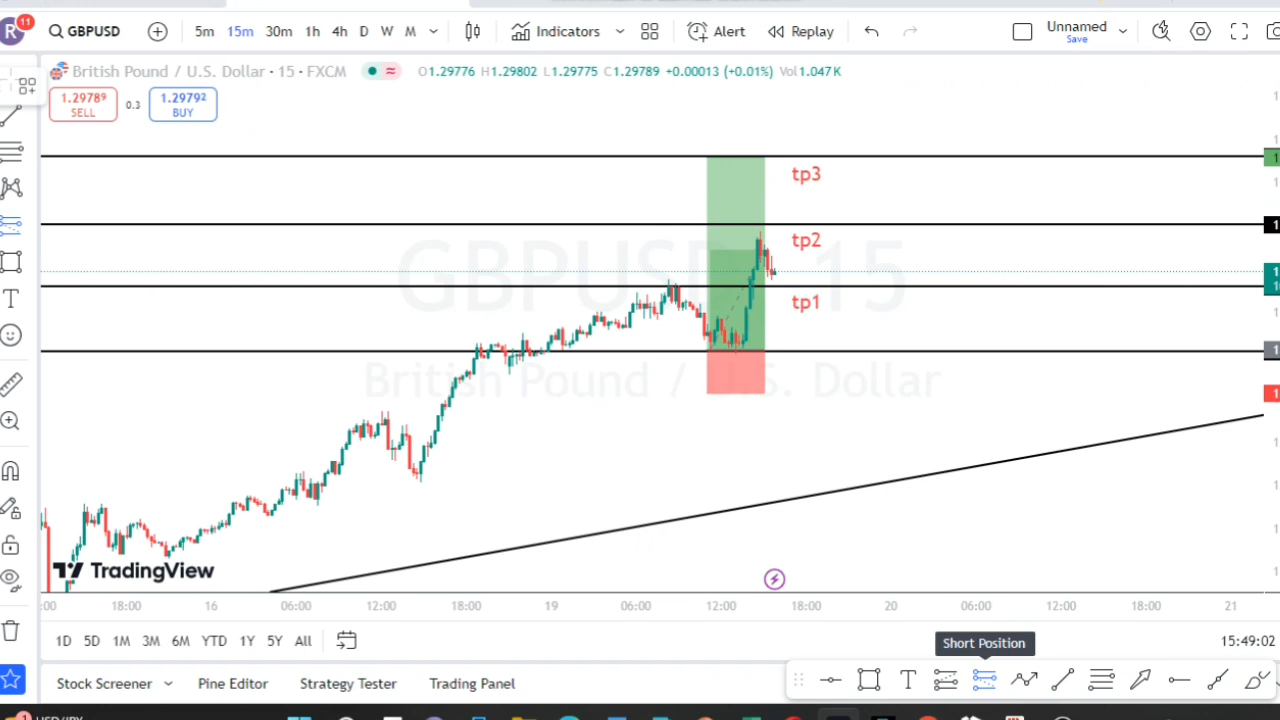 R 11 GBPUSD 5m 15m 30m 1h 4h D W M Indicators Alert Replay Unnamed
Save
British Pound / U.S. Dollar · 15 · FXCM O1.29776 H1.29802 L1.29775 C1.29789 +0.00013 (+0.01%) Vol1.047K
1.29789 0.3 1.29792
SELL BUY
tp3
tp2
GBPUSD, 15
tp1
British Pound / U.S. Dollar
TradingView
18:00 16 06:00 12:00 18:00 19 06:00 12:00 18:00 20 06:00 12:00 18:00 21
1D 5D 1M 3M 6M YTD 1Y 5Y All 15:49:02
Short Position
Stock Screener Pine Editor Strategy Tester Trading Panel